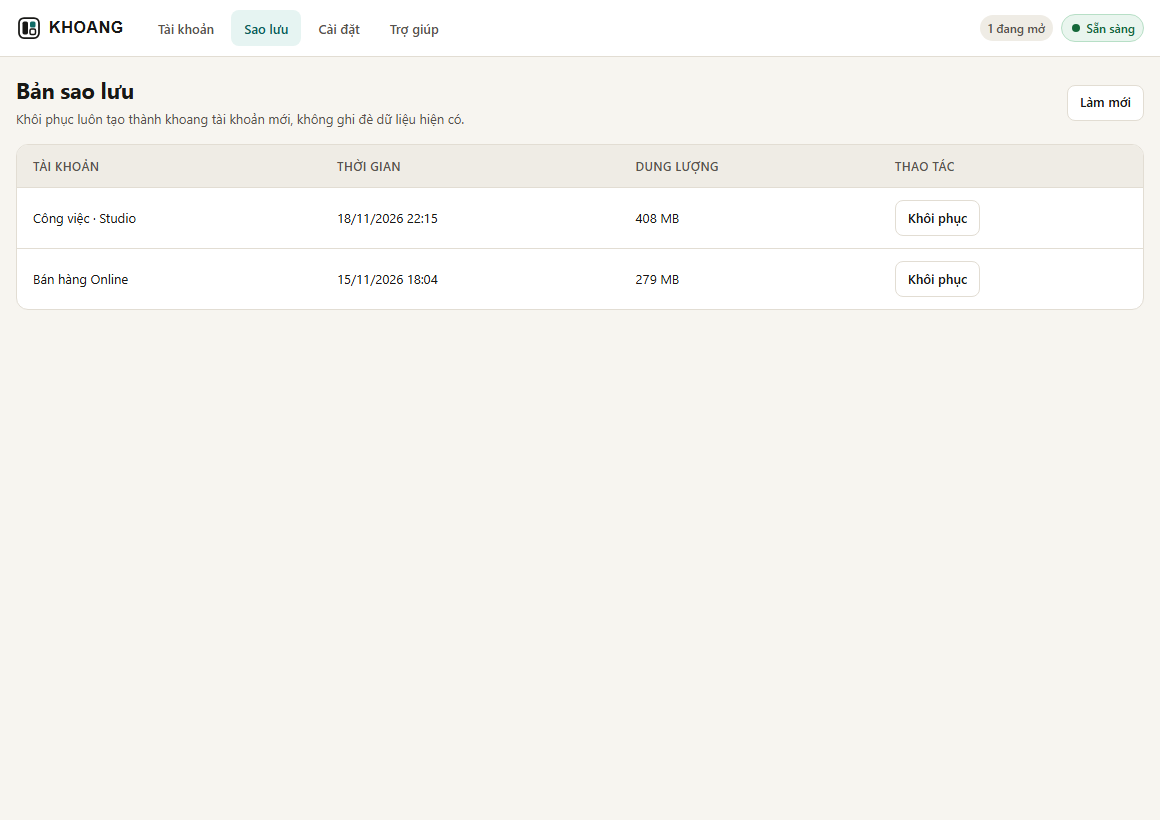 KHOANG Tài khoản Sao lưu Cài đặt Trợ giúp 1 đang mở Sẵn sàng
Bản sao lưu
Khôi phục luôn tạo thành khoang tài khoản mới, không ghi đè dữ liệu hiện có.
Làm mới
TÀI KHOẢN THỜI GIAN DUNG LƯỢNG THAO TÁC
Công việc · Studio 18/11/2026 22:15 408 MB Khôi phục
Bán hàng Online 15/11/2026 18:04 279 MB Khôi phục